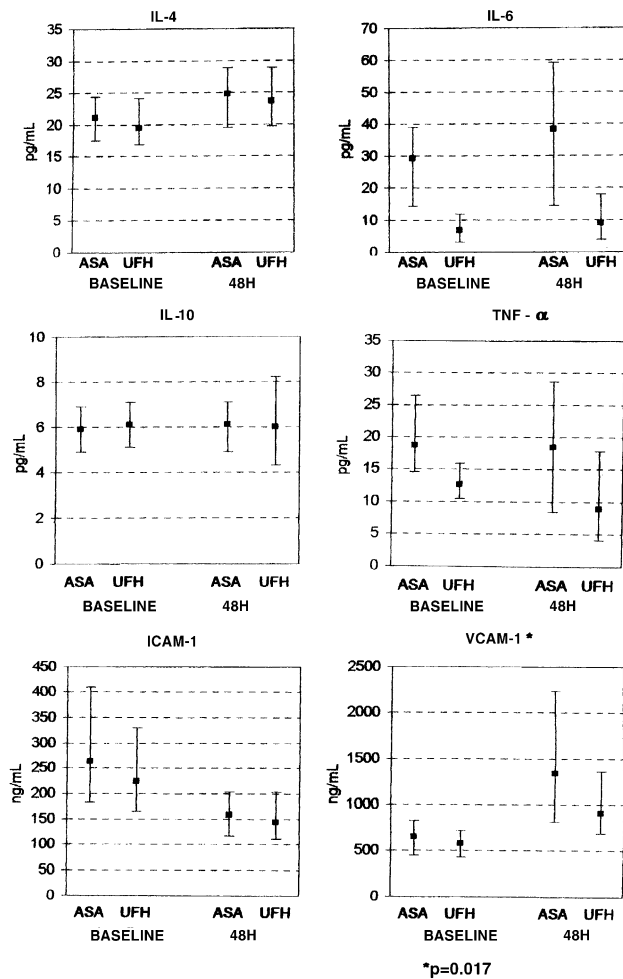 IL-4
35
30
25
20
15
10
5
0
pg/mL
ASA UFH ASA UFH
BASELINE 48H
IL-6
70
60
50
40
30
20
10
0
pg/mL
ASA UFH ASA UFH
BASELINE 48H
IL-10
10
8
6
4
2
0
pg/mL
ASA UFH ASA UFH
BASELINE 48H
TNF - α
35
30
25
20
15
10
5
0
pg/mL
ASA UFH ASA UFH
BASELINE 48H
ICAM-1
450
400
350
300
250
200
150
100
50
0
ng/mL
ASA UFH ASA UFH
BASELINE 48H
VCAM-1 *
2500
2000
1500
1000
500
0
ng/mL
ASA UFH ASA UFH
BASELINE 48H
*p=0.017